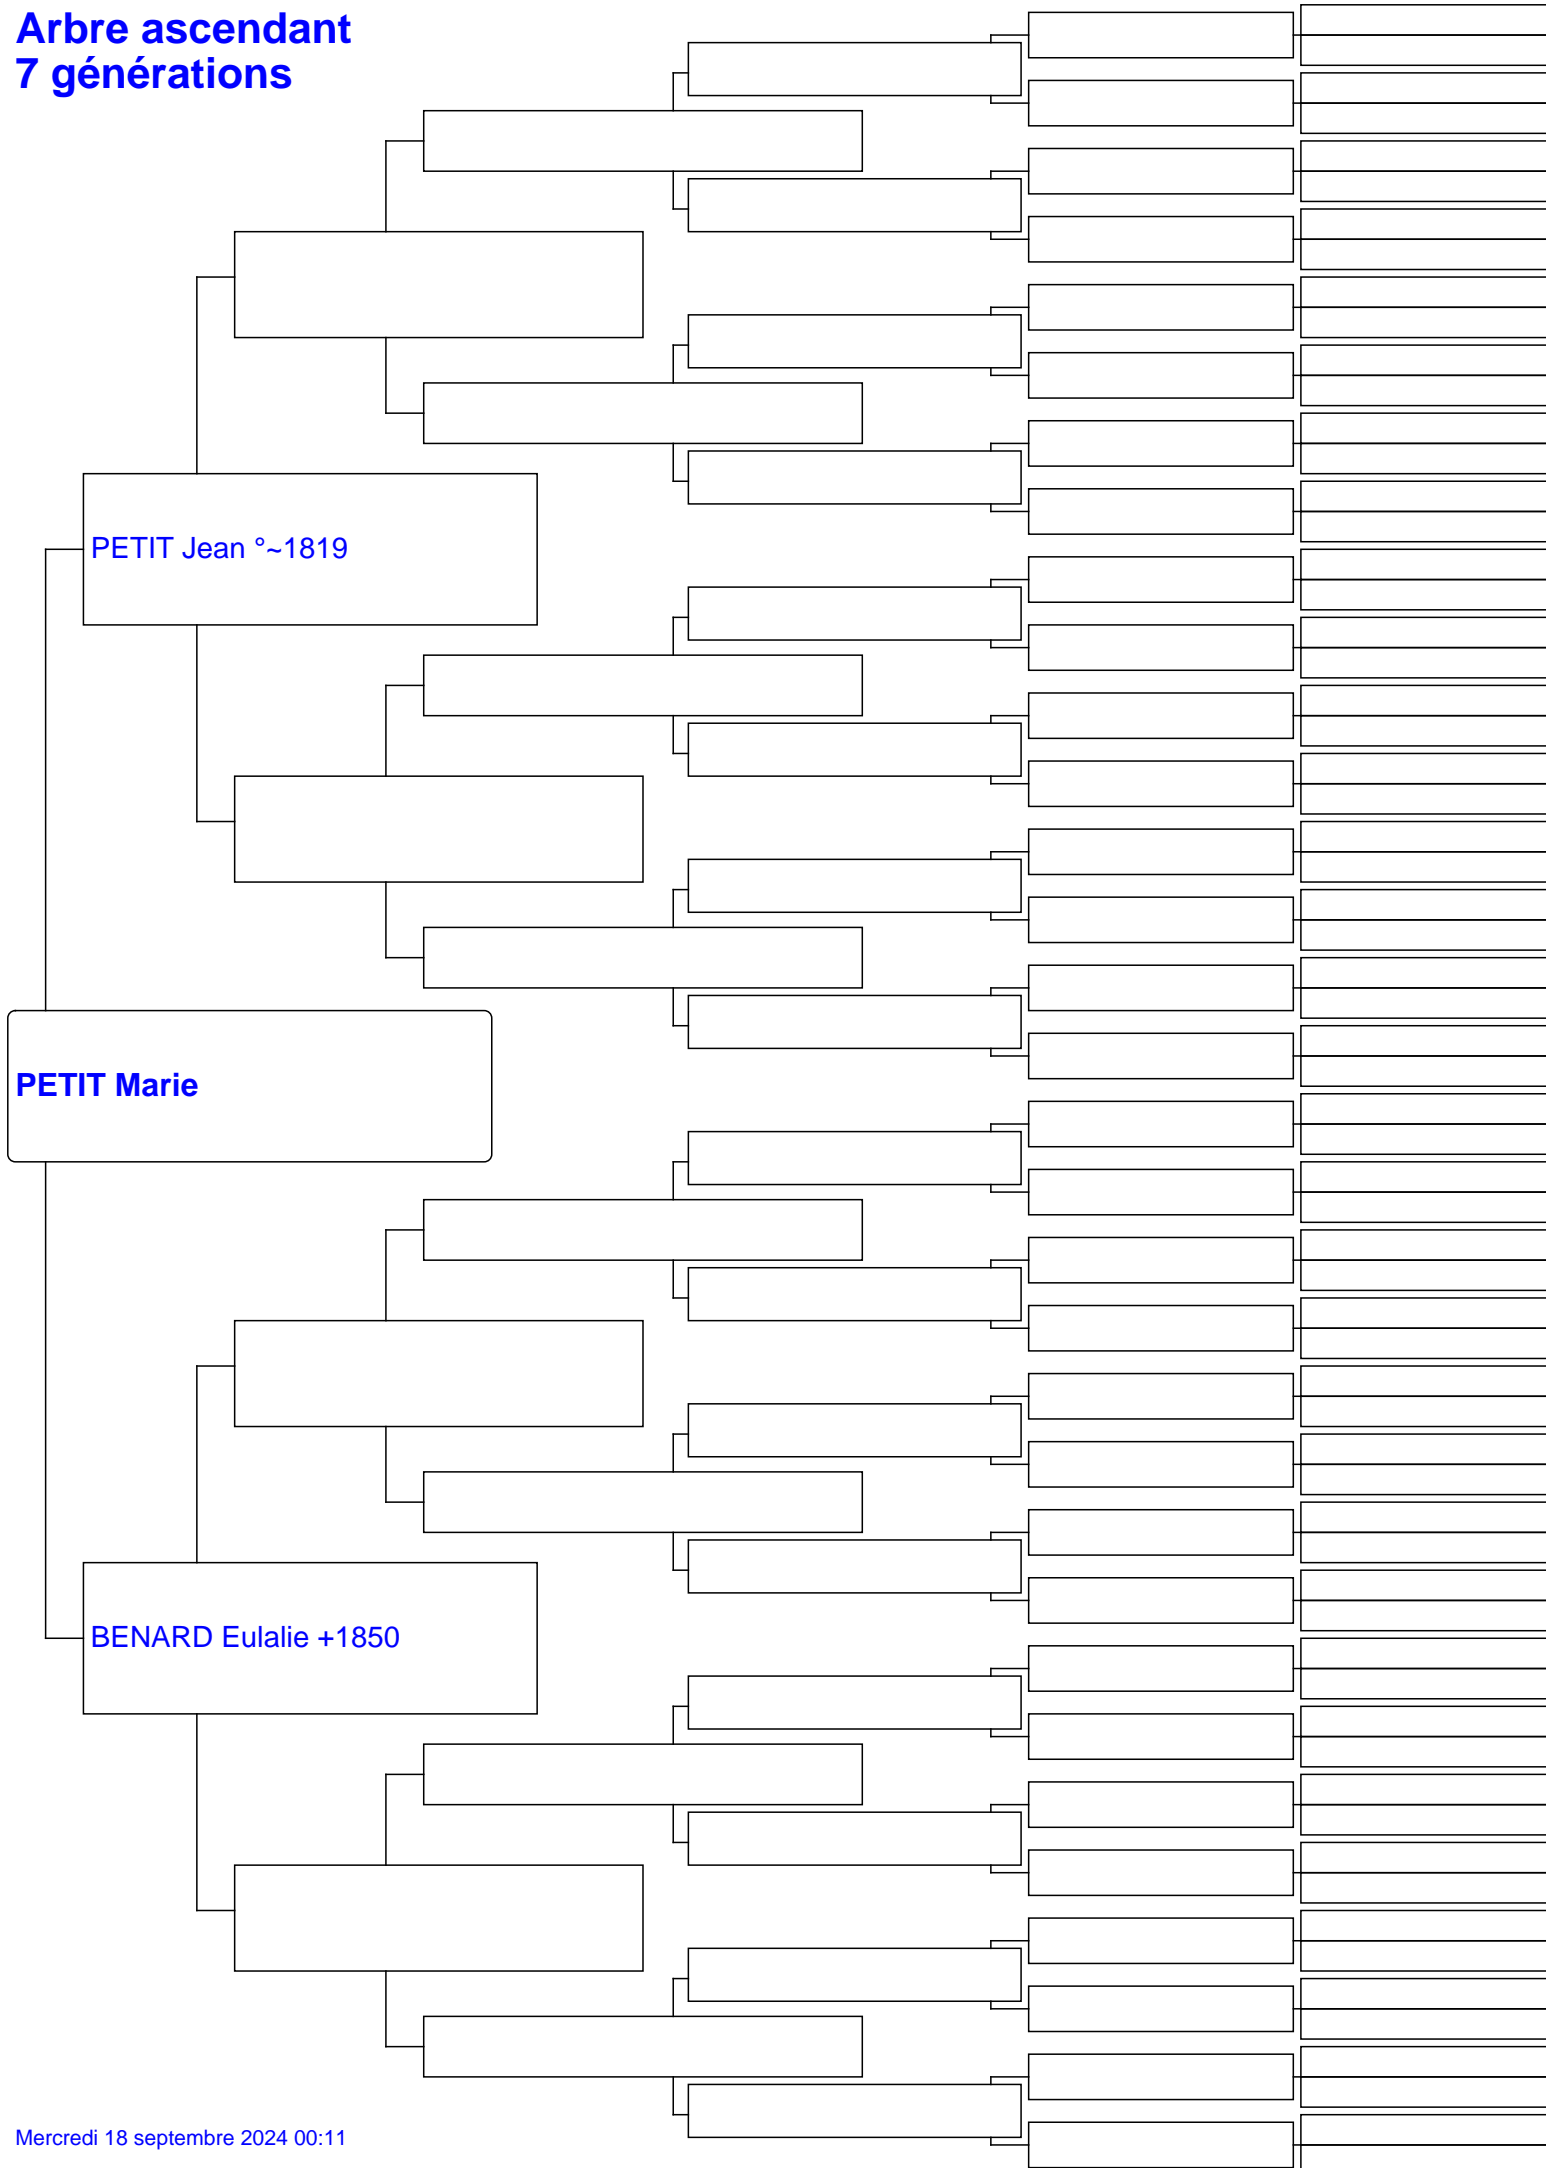 Arbre ascendant
7 générations
PETIT Jean °~1819
PETIT Marie
BENARD Eulalie +1850
Mercredi 18 septembre 2024 00:11